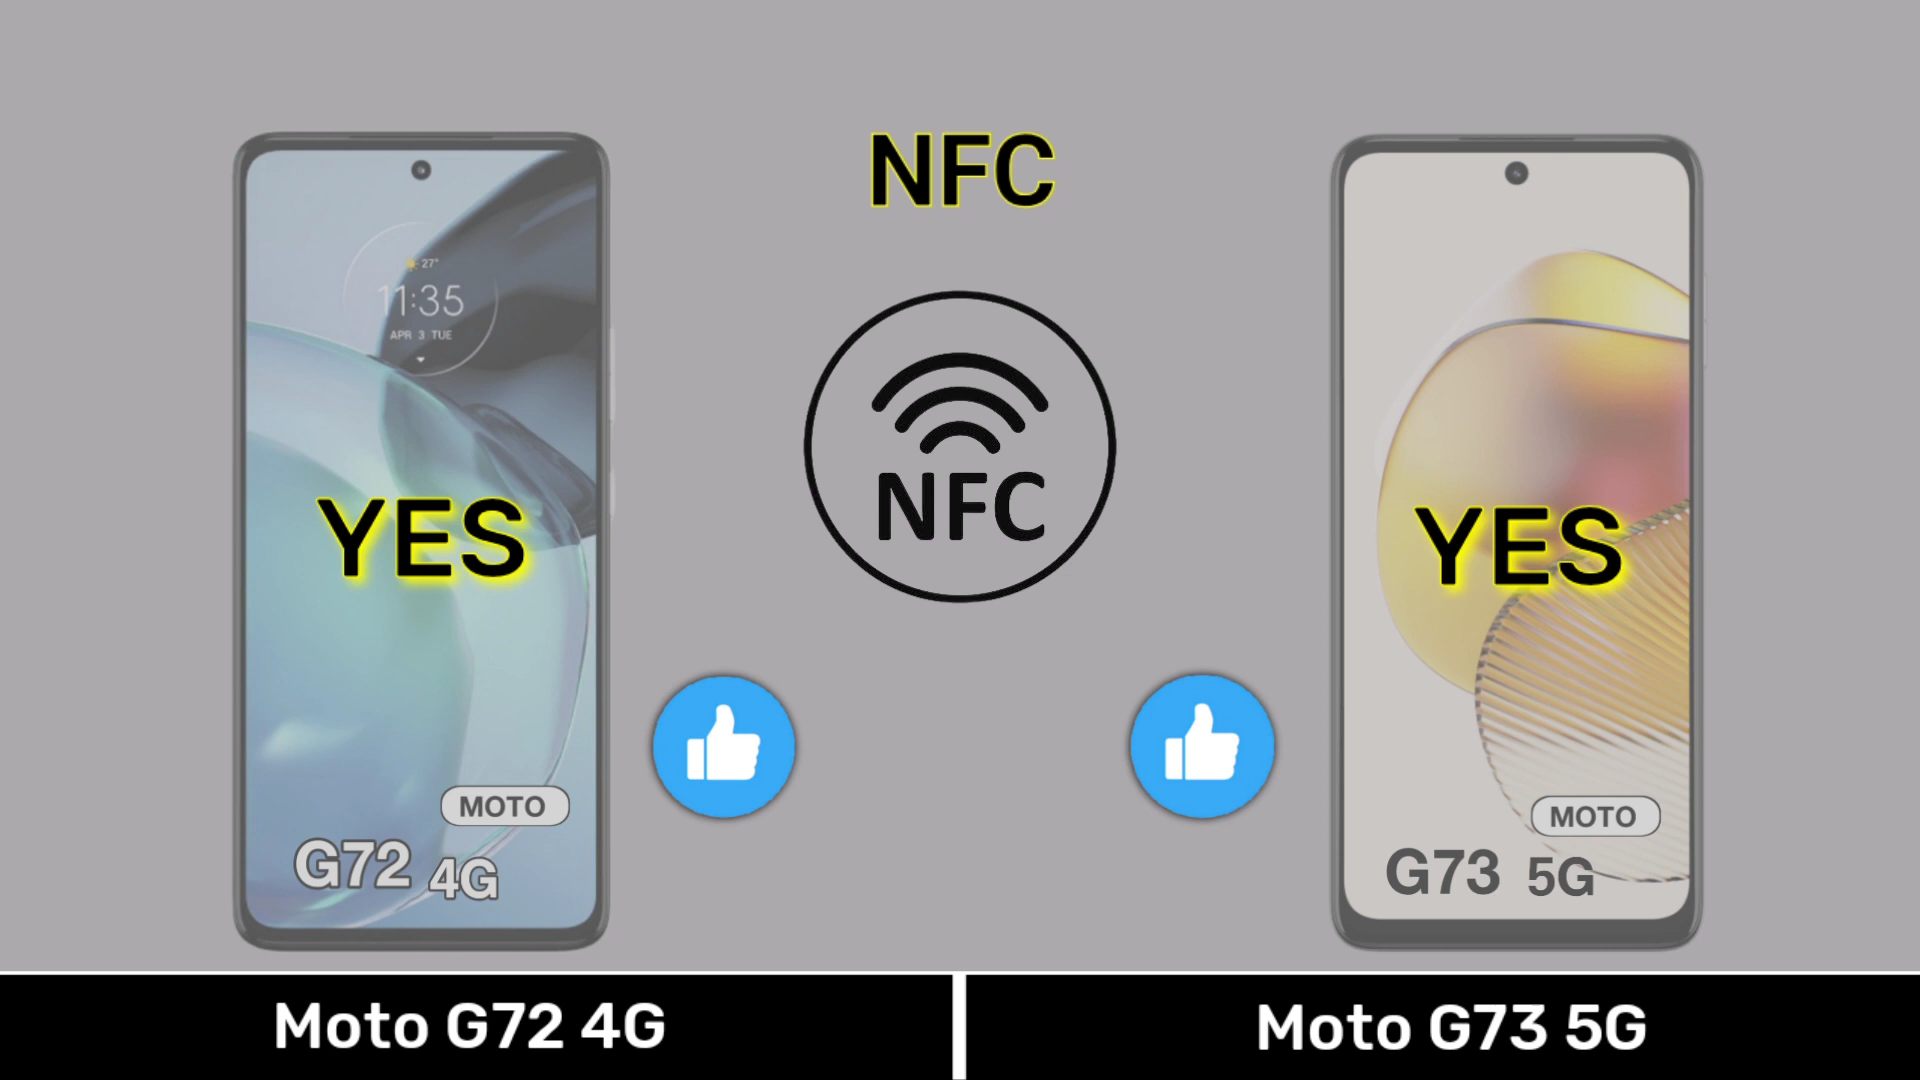 NFC
27°
11:35
APR 3 TUE
NFC
YES
YES
MOTO
G72 4G
MOTO
G73 5G
Moto G72 4G
Moto G73 5G